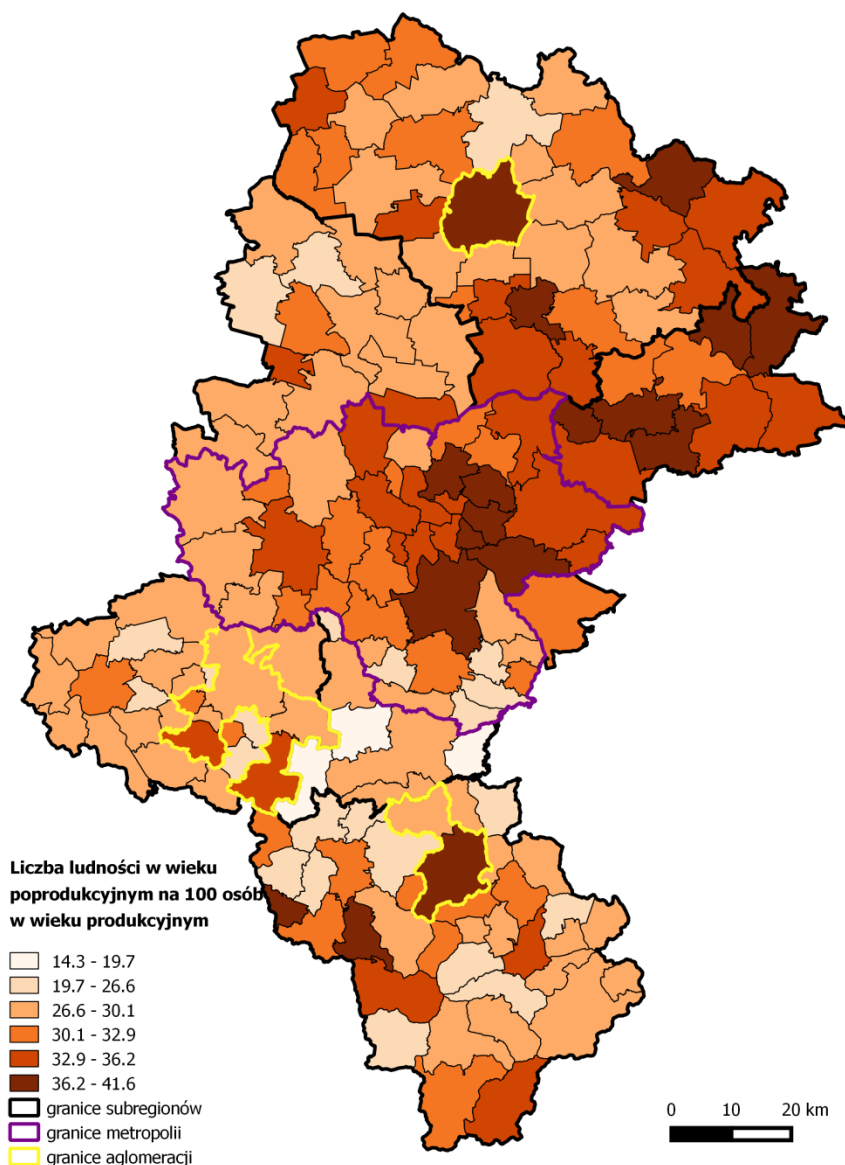 Liczba ludności w wieku
poprodukcyjnym na 100 osób
w wieku produkcyjnym
14.3 - 19.7
19.7 - 26.6
26.6 - 30.1
30.1 - 32.9
32.9 - 36.2
36.2 - 41.6
granice subregionów
granice metropolii
granice aglomeracji
0 10 20 km